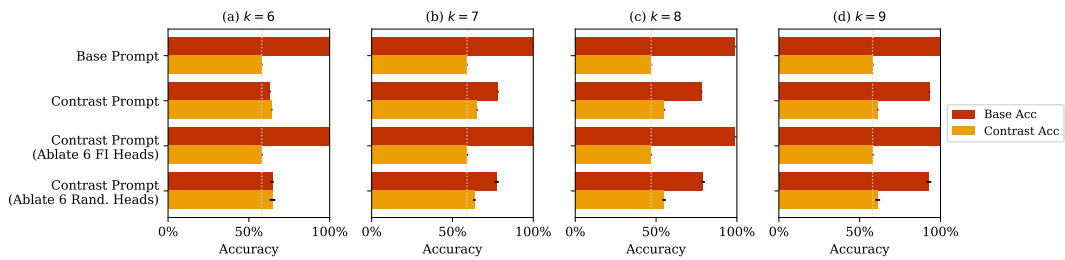 (a) k = 6
(b) k = 7
(c) k = 8
(d) k = 9
Base Prompt
Contrast Prompt
Contrast Prompt
(Ablate 6 FI Heads)
Contrast Prompt
(Ablate 6 Rand. Heads)
0%
50%
100%
0%
50%
100%
0%
50%
100%
0%
50%
100%
Accuracy
Accuracy
Accuracy
Accuracy
Base Acc
Contrast Acc